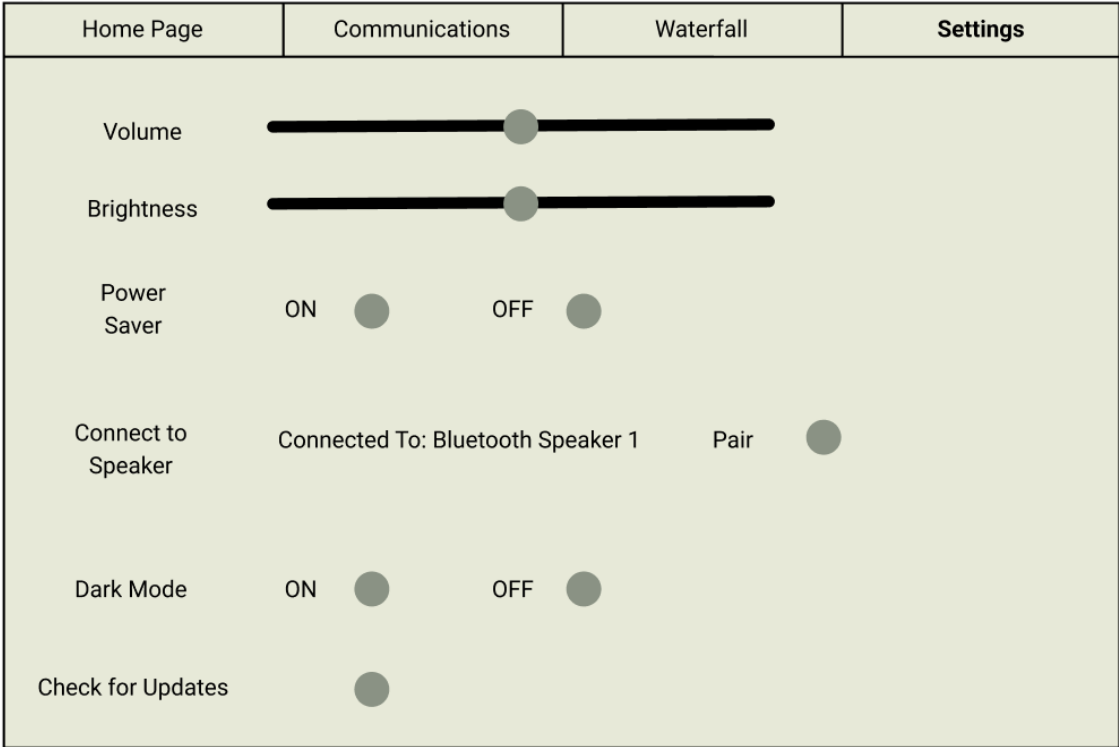 Home Page
Communications
Waterfall
Settings
Volume
Brightness
Power
Saver
ON
OFF
Connect to
Speaker
Connected To: Bluetooth Speaker 1
Pair
Dark Mode
ON
OFF
Check for Updates